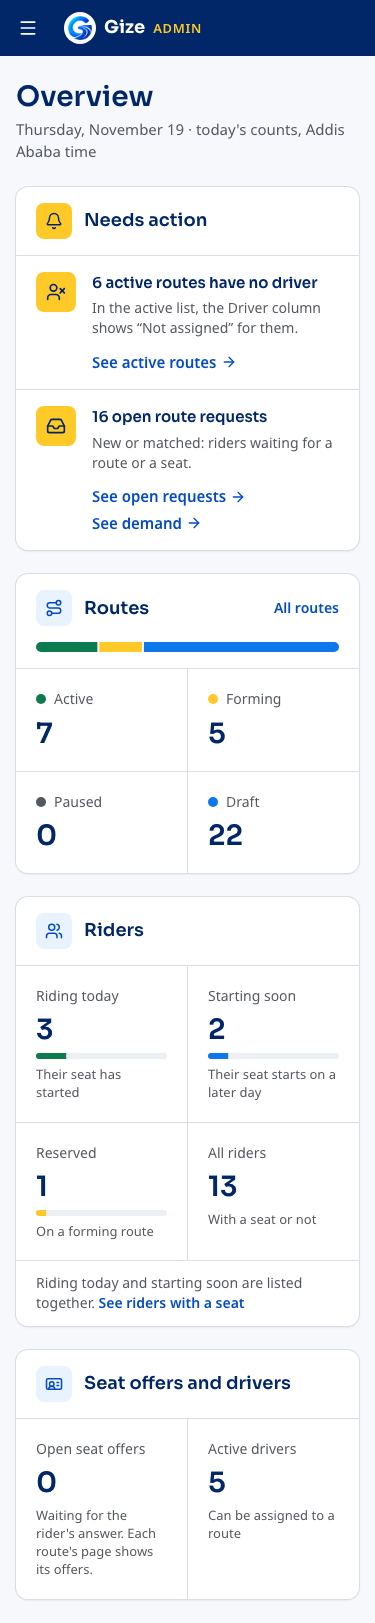 Gize ADMIN
Overview
Thursday, November 19 · today's counts, Addis
Ababa time
Needs action
6 active routes have no driver
In the active list, the Driver column
shows “Not assigned” for them.
See active routes →
16 open route requests
New or matched: riders waiting for a
route or a seat.
See open requests →
See demand →
Routes
All routes
Active
Forming
7
5
Paused
Draft
0
22
Riders
Riding today
Starting soon
3
2
Their seat has
started
Their seat starts on a
later day
Reserved
All riders
1
13
On a forming route
With a seat or not
Riding today and starting soon are listed
together. See riders with a seat
Seat offers and drivers
Open seat offers
Active drivers
0
5
Waiting for the
rider's answer. Each
route's page shows
its offers.
Can be assigned to a
route